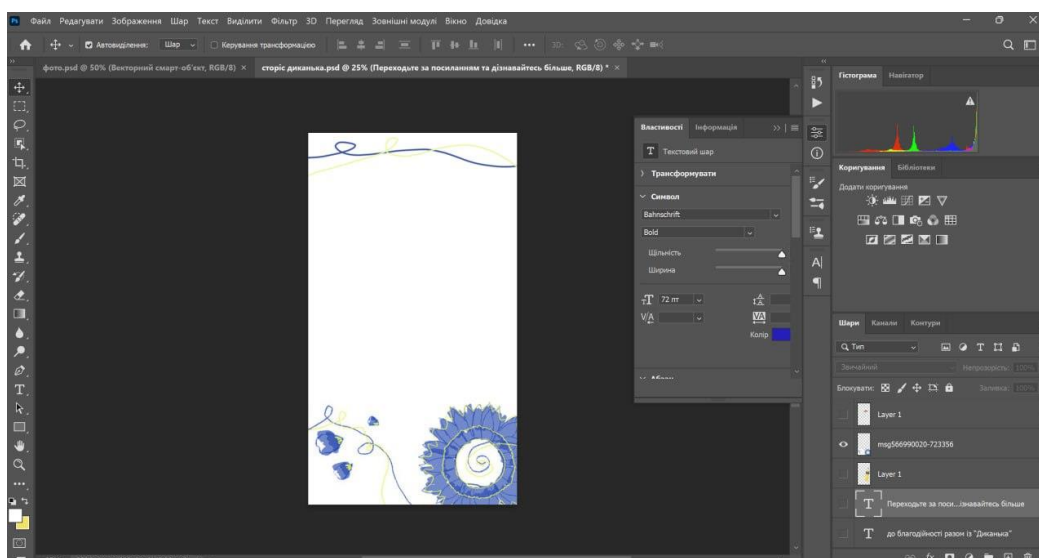 Ps Файл Редагувати Зображення Шар Текст Виділити Фільтр 3D Перегляд Зовнішні модулі Вікно Довідка
Автовиділення: Шар Керування трансформацією 3D:
фото.psd @ 50% (Векторний смарт-об'єкт, RGB/8) × сторіс диканька.psd @ 25% (Переходьте за посиланням та дізнавайтесь більше, RGB/8) * ×
Гістограма Навігатор
Властивості Інформація
Текстовий шар
Трансформувати
Символ
Bahnschrift
Bold
Щільність
Ширина
72 пт
Колір
Коригування Бібліотеки
Додати коригування
Шари Канали Контури
Тип
Звичайний Непрозорість: 100%
Блокувати: Заливка: 100%
Layer 1
msg566990020-723356
Layer 1
Переходьте за поси...ізнавайтесь більше
до благодійності разом із "Диканька"